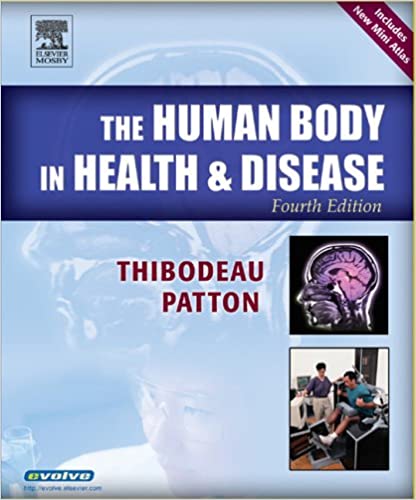 ELSEVIER
MOSBY
Includes
New Mini Atlas
THE HUMAN BODY
IN HEALTH & DISEASE
Fourth Edition
THIBODEAU
PATTON
evolve
http://evolve.elsevier.com